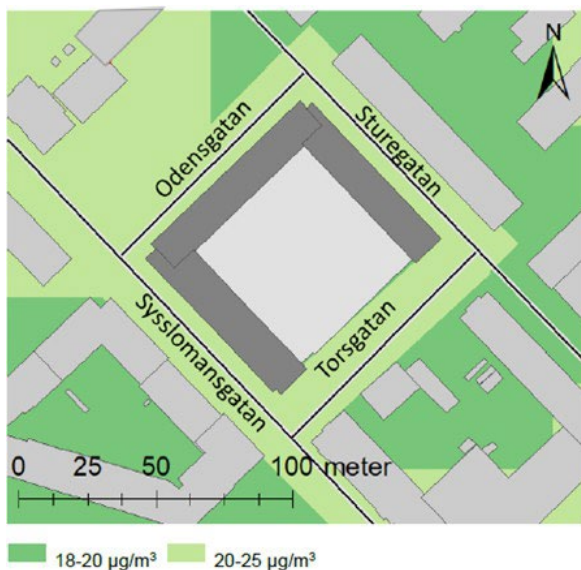 N
Odensgatan
Sturegatan
Sysslomansgatan
Torsgatan
0 25 50 100 meter
18-20 µg/m³ 20-25 µg/m³